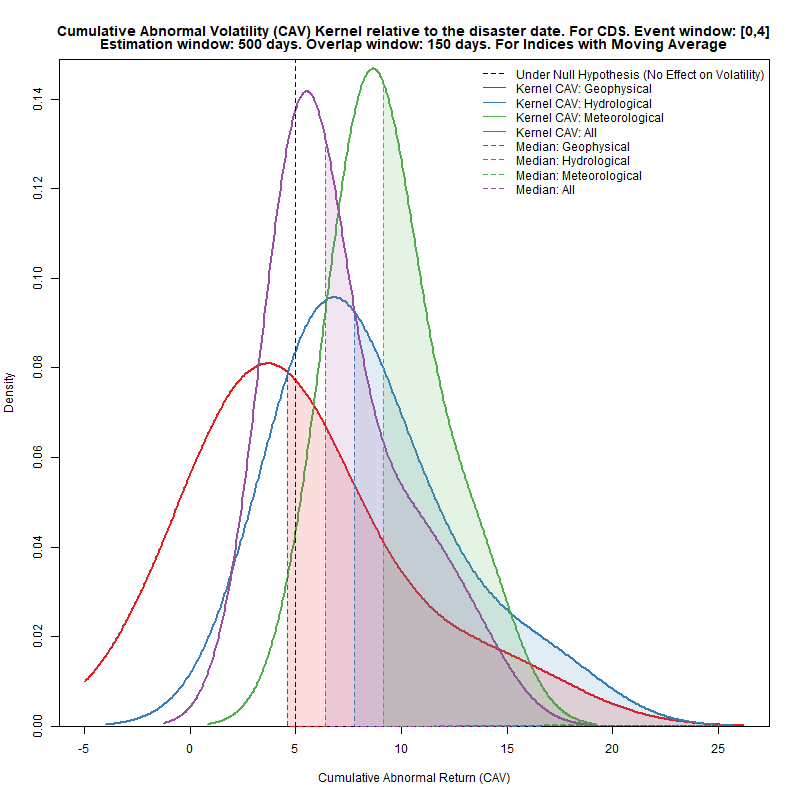 Cumulative Abnormal Volatility (CAV) Kernel relative to the disaster date. For CDS. Event window: [0,4]
Estimation window: 500 days. Overlap window: 150 days. For Indices with Moving Average
Under Null Hypothesis (No Effect on Volatility)
Kernel CAV: Geophysical
Kernel CAV: Hydrological
Kernel CAV: Meteorological
Kernel CAV: All
Median: Geophysical
Median: Hydrological
Median: Meteorological
Median: All
Density
0.14
0.12
0.10
0.08
0.06
0.04
0.02
0.00
-5 0 5 10 15 20 25
Cumulative Abnormal Return (CAV)